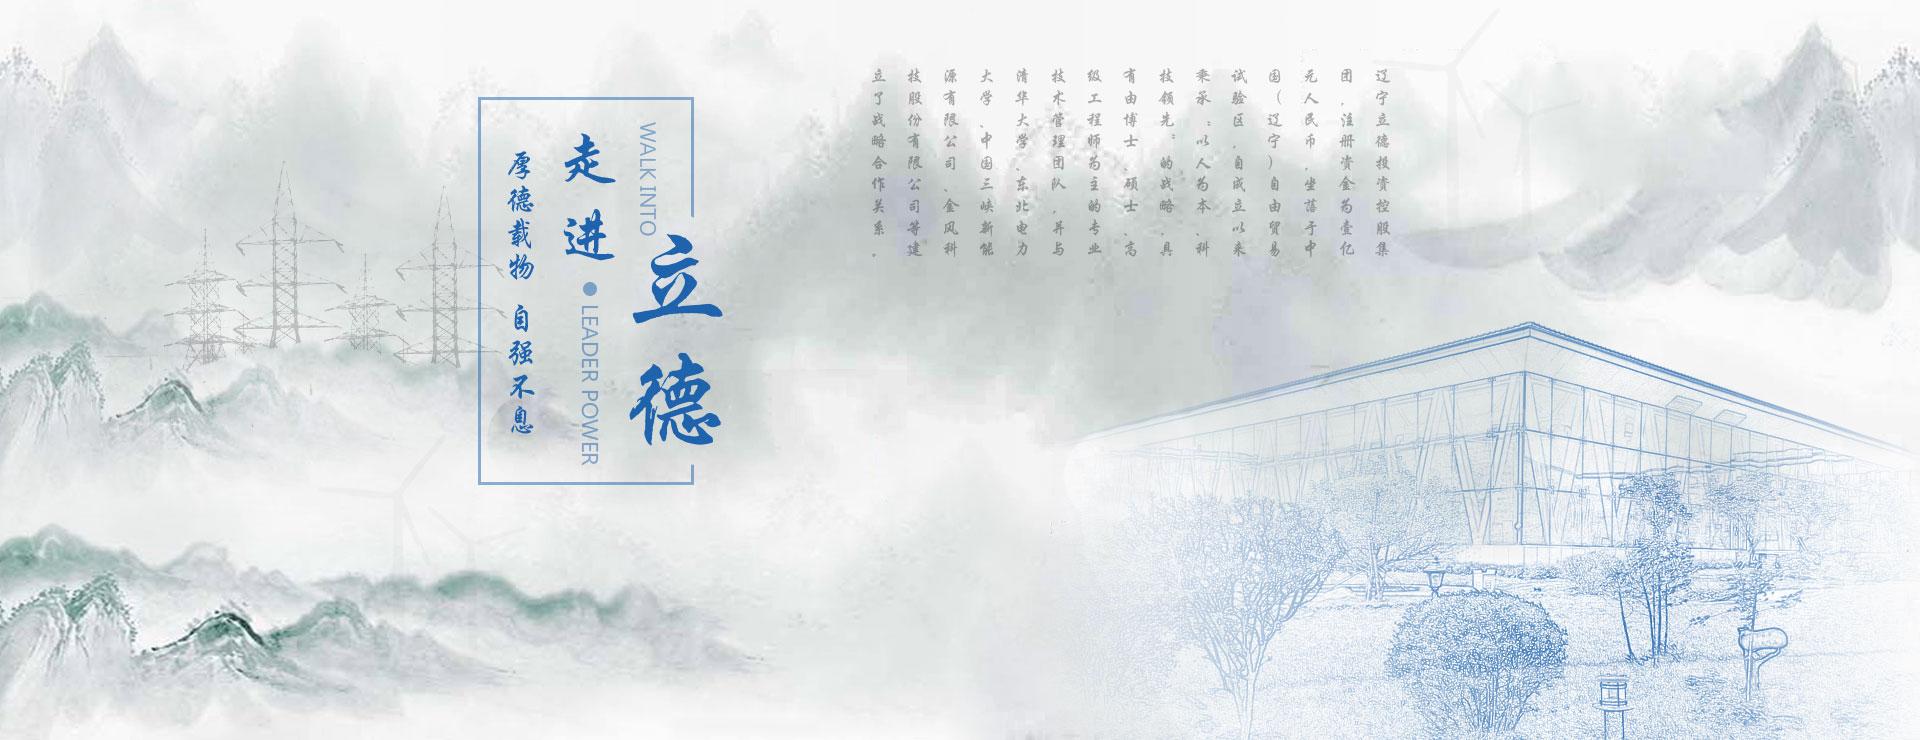 走进
WALK INTO
立德
LEADER POWER
厚德载物 自强不息
辽宁立德投资控股集
团，注册资金为壹亿
元人民币，坐落于中
国（辽宁）自由贸易
试验区，自成立以来
秉承：以人为本、科
技领先：的战略，具
有由博士、硕士、高
级工程师为主的专业
技术管理团队，并与
清华大学、东北电力
大学、中国三峡新能
源有限公司、金风科
技股份有限公司等建
立了战略合作关系。